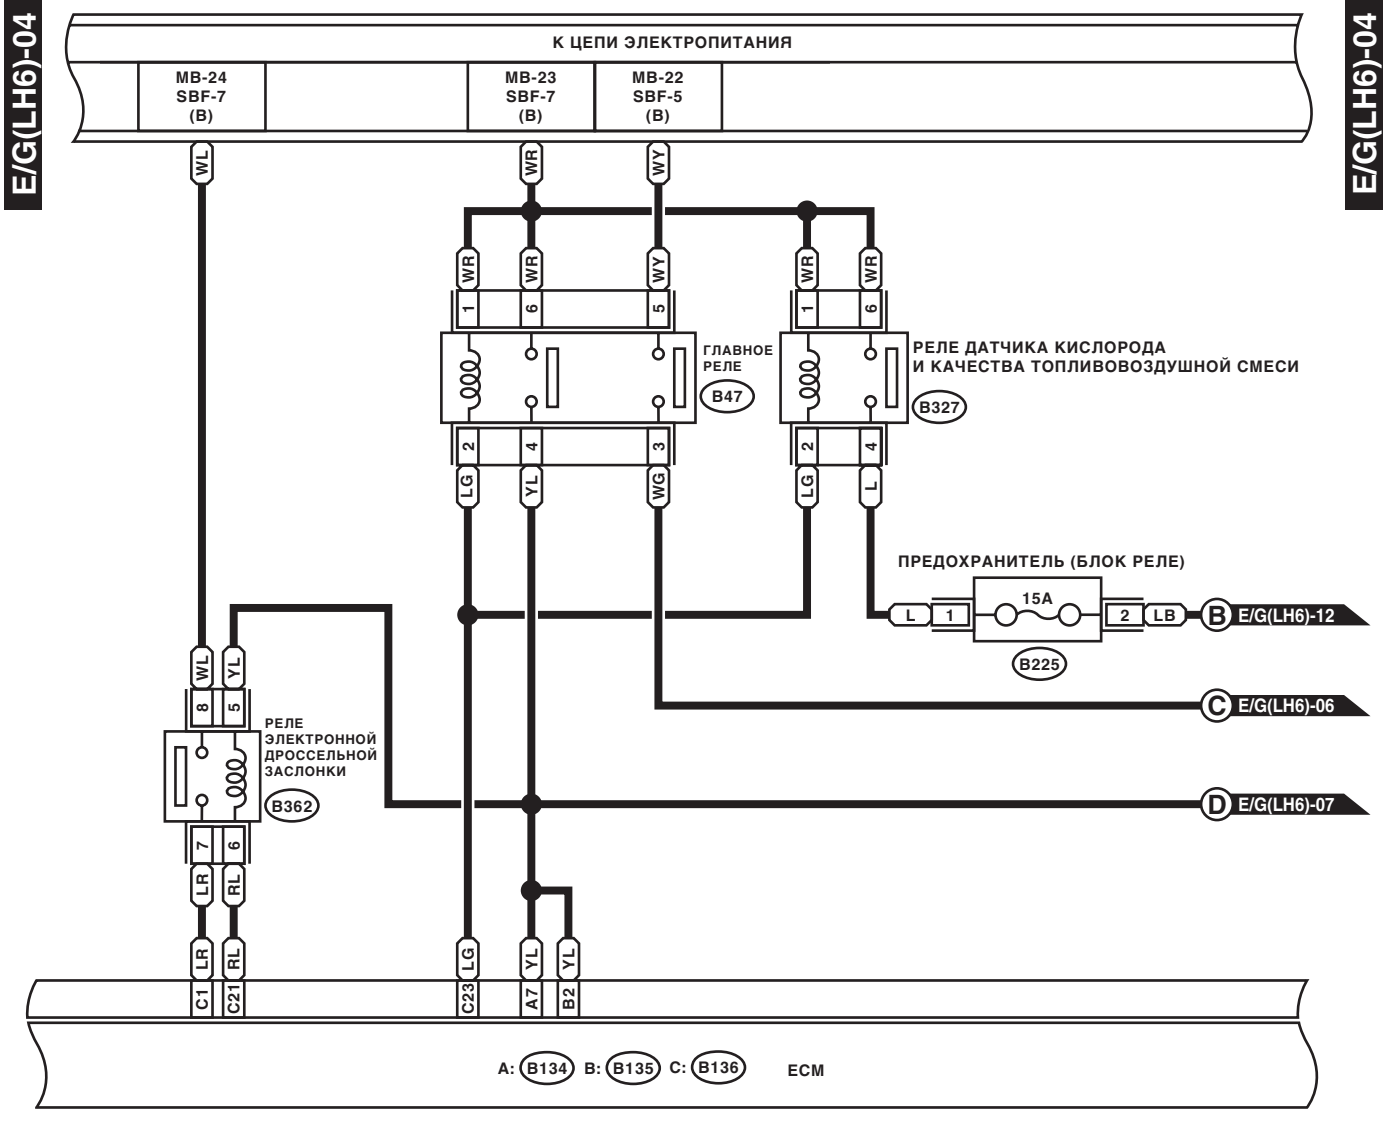 E/G(LH6)-04
E/G(LH6)-04
К ЦЕПИ ЭЛЕКТРОПИТАНИЯ
MB-24
SBF-7
(B)
MB-23
SBF-7
(B)
MB-22
SBF-5
(B)
WL
WR
WY
WR
WR
WY
WR
WR
1
6
5
1
6
ГЛАВНОЕ
РЕЛЕ
B47
РЕЛЕ ДАТЧИКА КИСЛОРОДА
И КАЧЕСТВА ТОПЛИВОВОЗДУШНОЙ СМЕСИ
B327
2
4
3
2
4
LG
YL
WG
LG
L
ПРЕДОХРАНИТЕЛЬ (БЛОК РЕЛЕ)
15A
L
1
2
LB
B
E/G(LH6)-12
B225
WL
YL
8
5
C
E/G(LH6)-06
РЕЛЕ
ЭЛЕКТРОННОЙ
ДРОССЕЛЬНОЙ
ЗАСЛОНКИ
B362
D
E/G(LH6)-07
7
6
LR
RL
LR
RL
LG
YL
YL
C1
C21
C23
A7
B2
A: B134 B: B135 C: B136 ECM